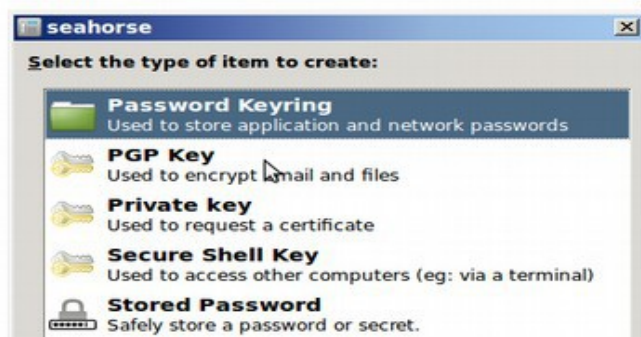 seahorse
Select the type of item to create:
Password Keyring
Used to store application and network passwords
PGP Key
Used to encrypt email and files
Private key
Used to request a certificate
Secure Shell Key
Used to access other computers (eg: via a terminal)
Stored Password
Safely store a password or secret.